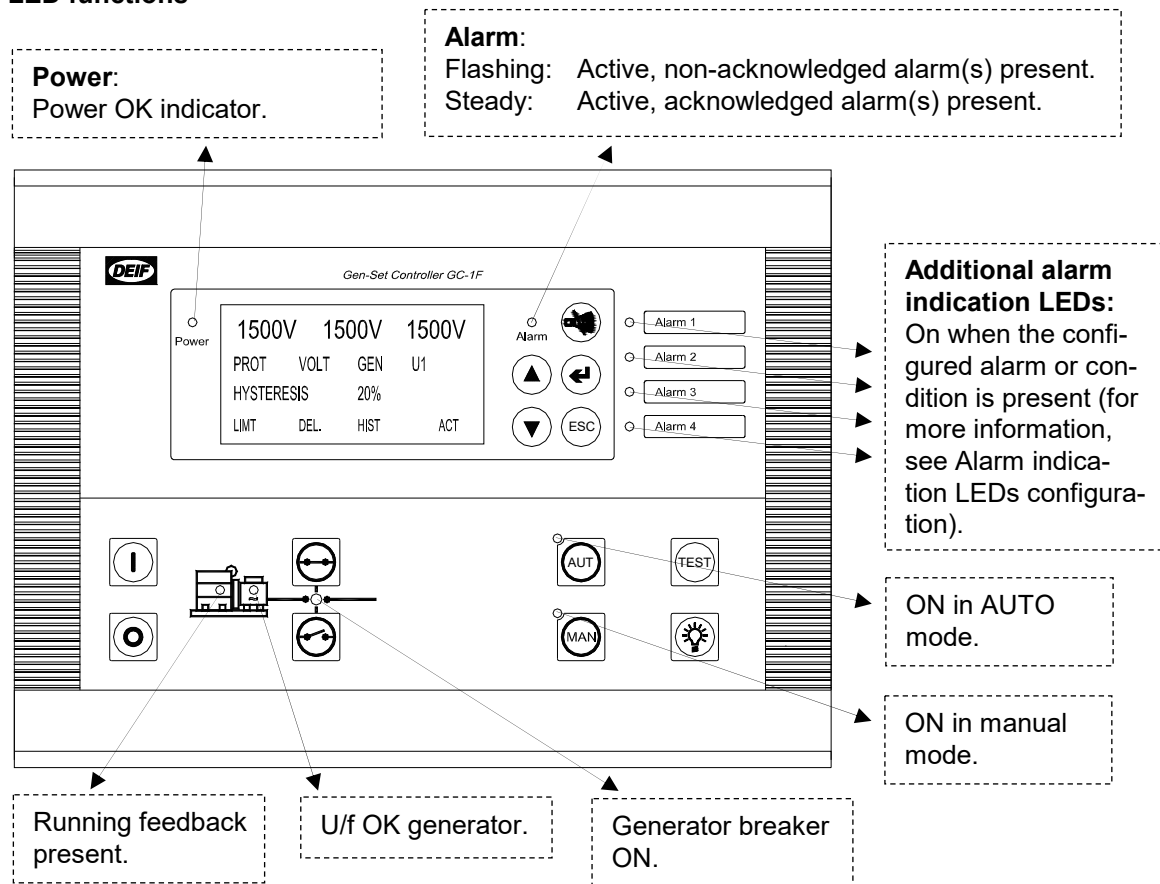 LED functions
Alarm:
Flashing: Active, non-acknowledged alarm(s) present.
Steady: Active, acknowledged alarm(s) present.
Power:
Power OK indicator.
DEIF
Gen-Set Controller GC-1F
Power
1500V 1500V 1500V
PROT VOLT GEN U1
HYSTERESIS 20%
LIMT DEL. HIST ACT
Alarm
ESC
Alarm 1
Alarm 2
Alarm 3
Alarm 4
Additional alarm
indication LEDs:
On when the confi-
gured alarm or con-
dition is present (for
more information,
see Alarm indica-
tion LEDs configura-
tion).
AUT
TEST
MAN
ON in AUTO
mode.
ON in manual
mode.
Running feedback
present.
U/f OK generator.
Generator breaker
ON.